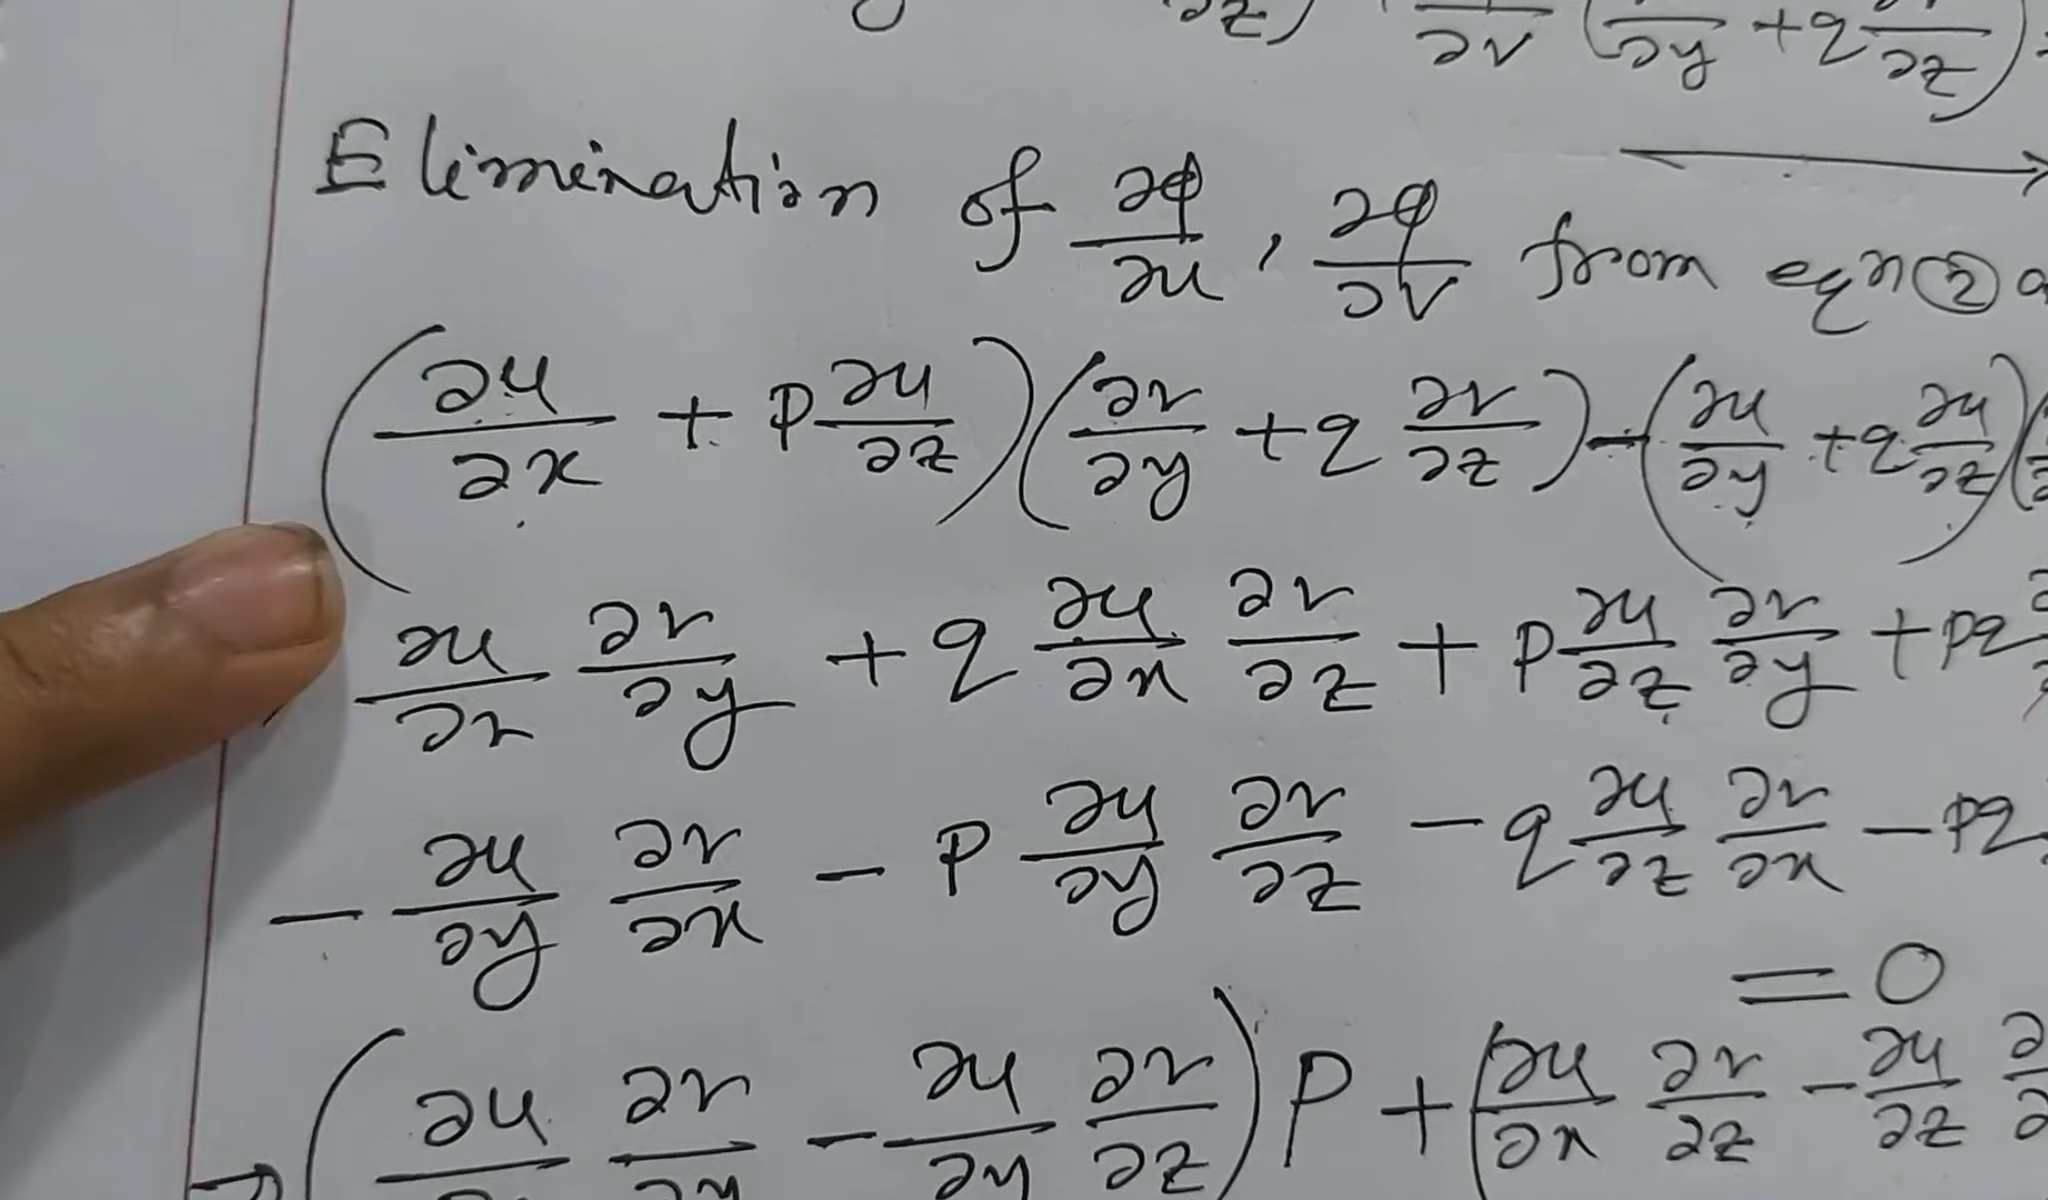 ∂z) ∂v (∂y + q ∂z)
Elimination of ∂φ/∂u, ∂φ/∂v from eqn ②
(∂u/∂x + p ∂u/∂z)(∂v/∂y + q ∂v/∂z) - (∂u/∂y + q ∂u/∂z)(
∂u/∂x ∂v/∂y + q ∂u/∂x ∂v/∂z + p ∂u/∂z ∂v/∂y + pq
- ∂u/∂y ∂v/∂x - p ∂u/∂y ∂v/∂z - q ∂u/∂z ∂v/∂x - pq
= 0
→ (∂u ∂v/∂y - ∂u/∂y ∂v/∂z) p + (∂u/∂x ∂v/∂z - ∂u/∂z